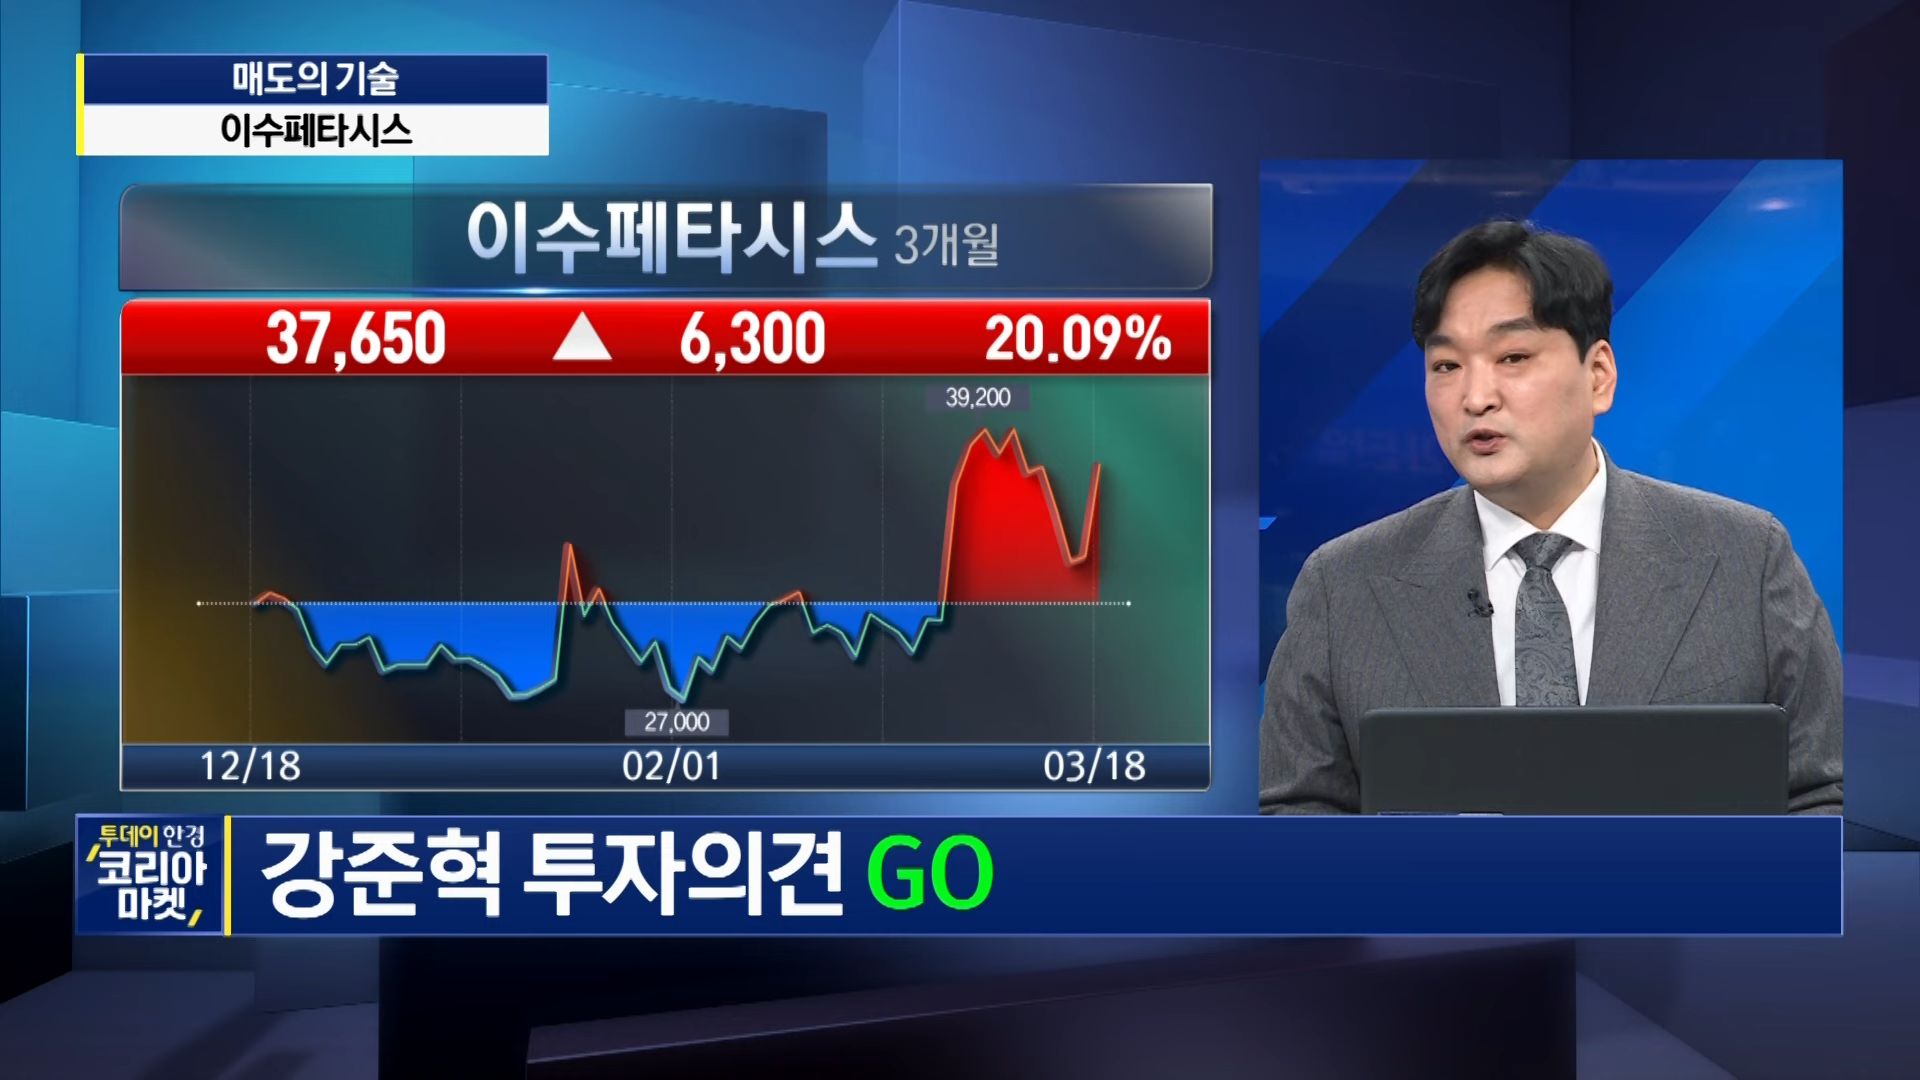 매도의 기술
이수페타시스
이수페타시스 3개월
37,650 ▲ 6,300 20.09%
39,200
27,000
12/18 02/01 03/18
투데이 한경
코리아
마켓
강준혁 투자의견 GO